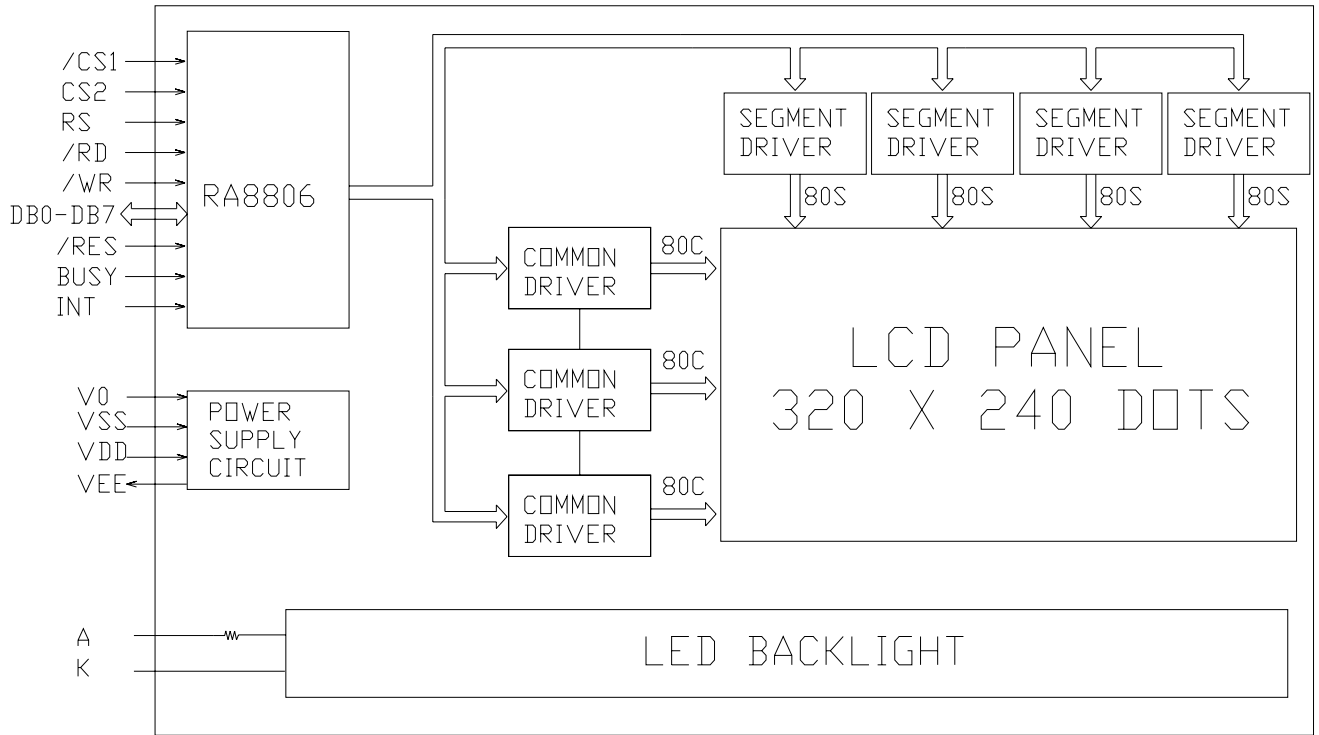 /CS1
CS2
RS
/RD
/WR
DB0-DB7
/RES
BUSY
INT
RA8806
V0
VSS
VDD
VEE
POWER
SUPPLY
CIRCUIT
SEGMENT
DRIVER
SEGMENT
DRIVER
SEGMENT
DRIVER
SEGMENT
DRIVER
80S
80S
80S
80S
COMMON
DRIVER
80C
COMMON
DRIVER
80C
COMMON
DRIVER
80C
LCD PANEL
320 X 240 DOTS
A
K
LED BACKLIGHT